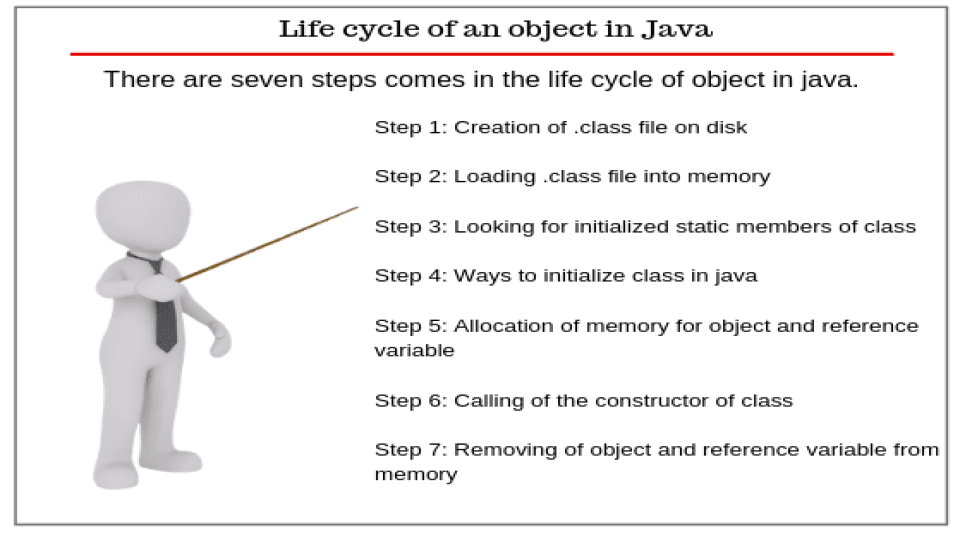 Life cycle of an object in Java
There are seven steps comes in the life cycle of object in java.
Step 1: Creation of .class file on disk
Step 2: Loading .class file into memory
Step 3: Looking for initialized static members of class
Step 4: Ways to initialize class in java
Step 5: Allocation of memory for object and reference
variable
Step 6: Calling of the constructor of class
Step 7: Removing of object and reference variable from
memory